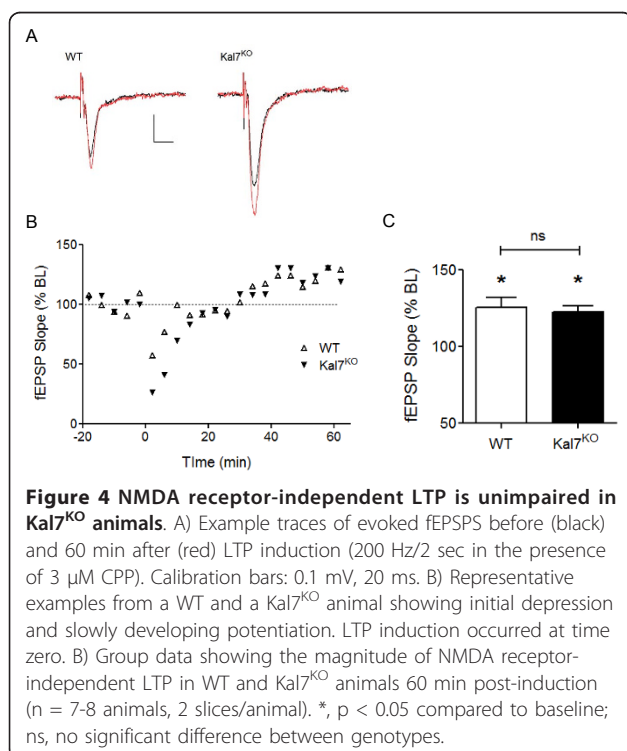 A
WT
Kal7KO
B
fEPSP Slope (% BL)
150
100
50
0
-20
0
20
40
60
TIme (min)
WT
Kal7KO
C
ns
fEPSP Slope (% BL)
150
100
50
*
*
WT
Kal7KO
Figure 4 NMDA receptor-independent LTP is unimpaired in
Kal7KO animals. A) Example traces of evoked fEPSPS before (black)
and 60 min after (red) LTP induction (200 Hz/2 sec in the presence
of 3 μM CPP). Calibration bars: 0.1 mV, 20 ms. B) Representative
examples from a WT and a Kal7KO animal showing initial depression
and slowly developing potentiation. LTP induction occurred at time
zero. B) Group data showing the magnitude of NMDA receptor-
independent LTP in WT and Kal7KO animals 60 min post-induction
(n = 7-8 animals, 2 slices/animal). *, p < 0.05 compared to baseline;
ns, no significant difference between genotypes.